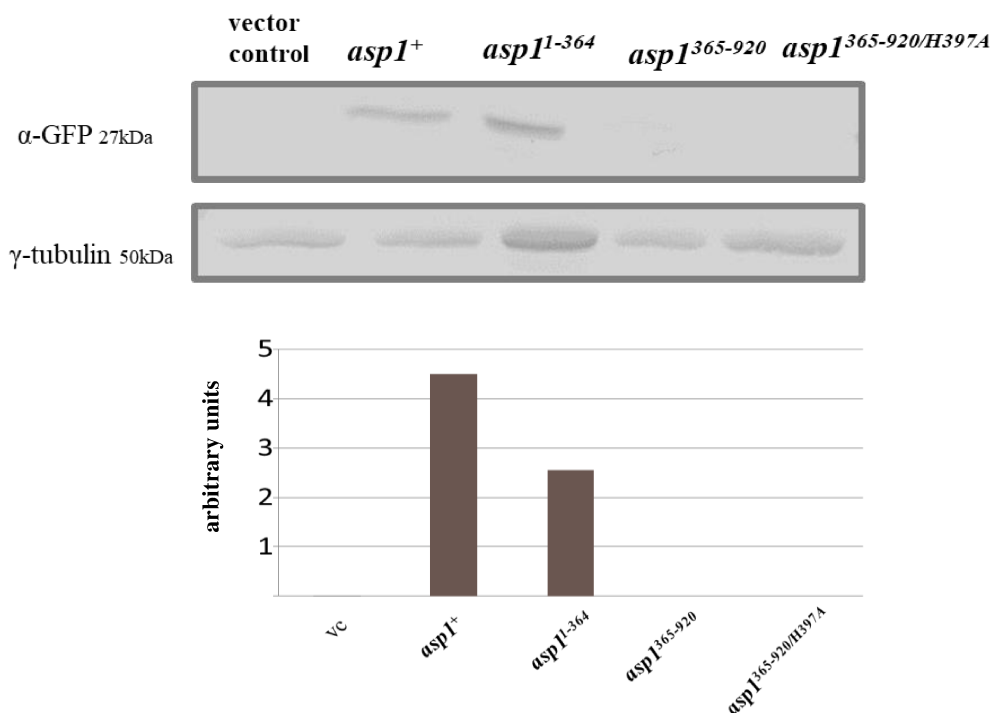 vector
control
asp1⁺
asp1¹⁻³⁶⁴
asp1³⁶⁵⁻⁹²⁰
asp1³⁶⁵⁻⁹²⁰/ᴴ³⁹⁷ᴬ
α-GFP 27kDa
γ-tubulin 50kDa
5
4
3
2
1
arbitrary units
vc
asp1⁺
asp1¹⁻³⁶⁴
asp1³⁶⁵⁻⁹²⁰
asp1³⁶⁵⁻⁹²⁰/ᴴ³⁹⁷ᴬ